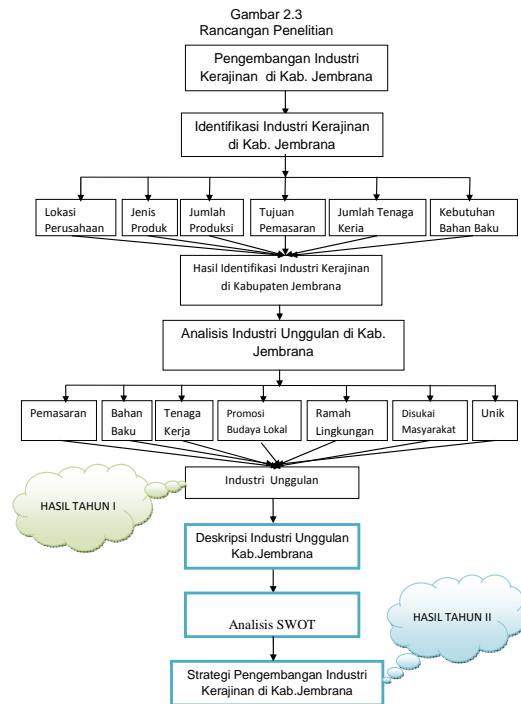 Gambar 2.3
Rancangan Penelitian
Pengembangan Industri
Kerajinan di Kab. Jembrana
Identifikasi Industri Kerajinan
di Kab. Jembrana
Lokasi
Perusahaan
Jenis
Produk
Jumlah
Produksi
Tujuan
Pemasaran
Jumlah Tenaga
Kerja
Kebutuhan
Bahan Baku
Hasil Identifikasi Industri Kerajinan
di Kabupaten Jembrana
Analisis Industri Unggulan di Kab.
Jembrana
Pemasaran
Bahan
Baku
Tenaga
Kerja
Promosi
Budaya Lokal
Ramah
Lingkungan
Disukai
Masyarakat
Unik
Industri Unggulan
HASIL TAHUN I
Deskripsi Industri Unggulan
Kab.Jembrana
Analisis SWOT
HASIL TAHUN II
Strategi Pengembangan Industri
Kerajinan di Kab.Jembrana